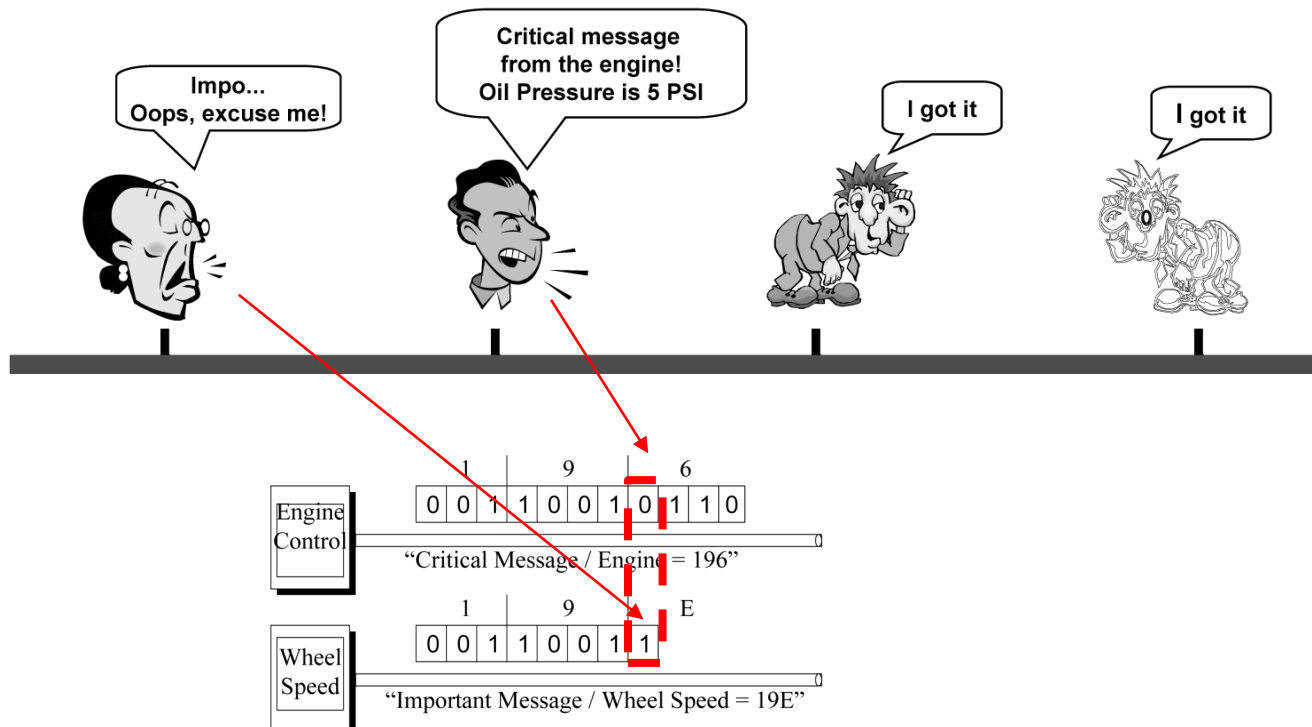 Impo...
Oops, excuse me!
Critical message
from the engine!
Oil Pressure is 5 PSI
I got it
I got it
1 9 6
Engine
Control
0 0 1 1 0 0 1 0 1 1 0
“Critical Message / Engine = 196”
1 9 E
Wheel
Speed
0 0 1 1 0 0 1 1
“Important Message / Wheel Speed = 19E”